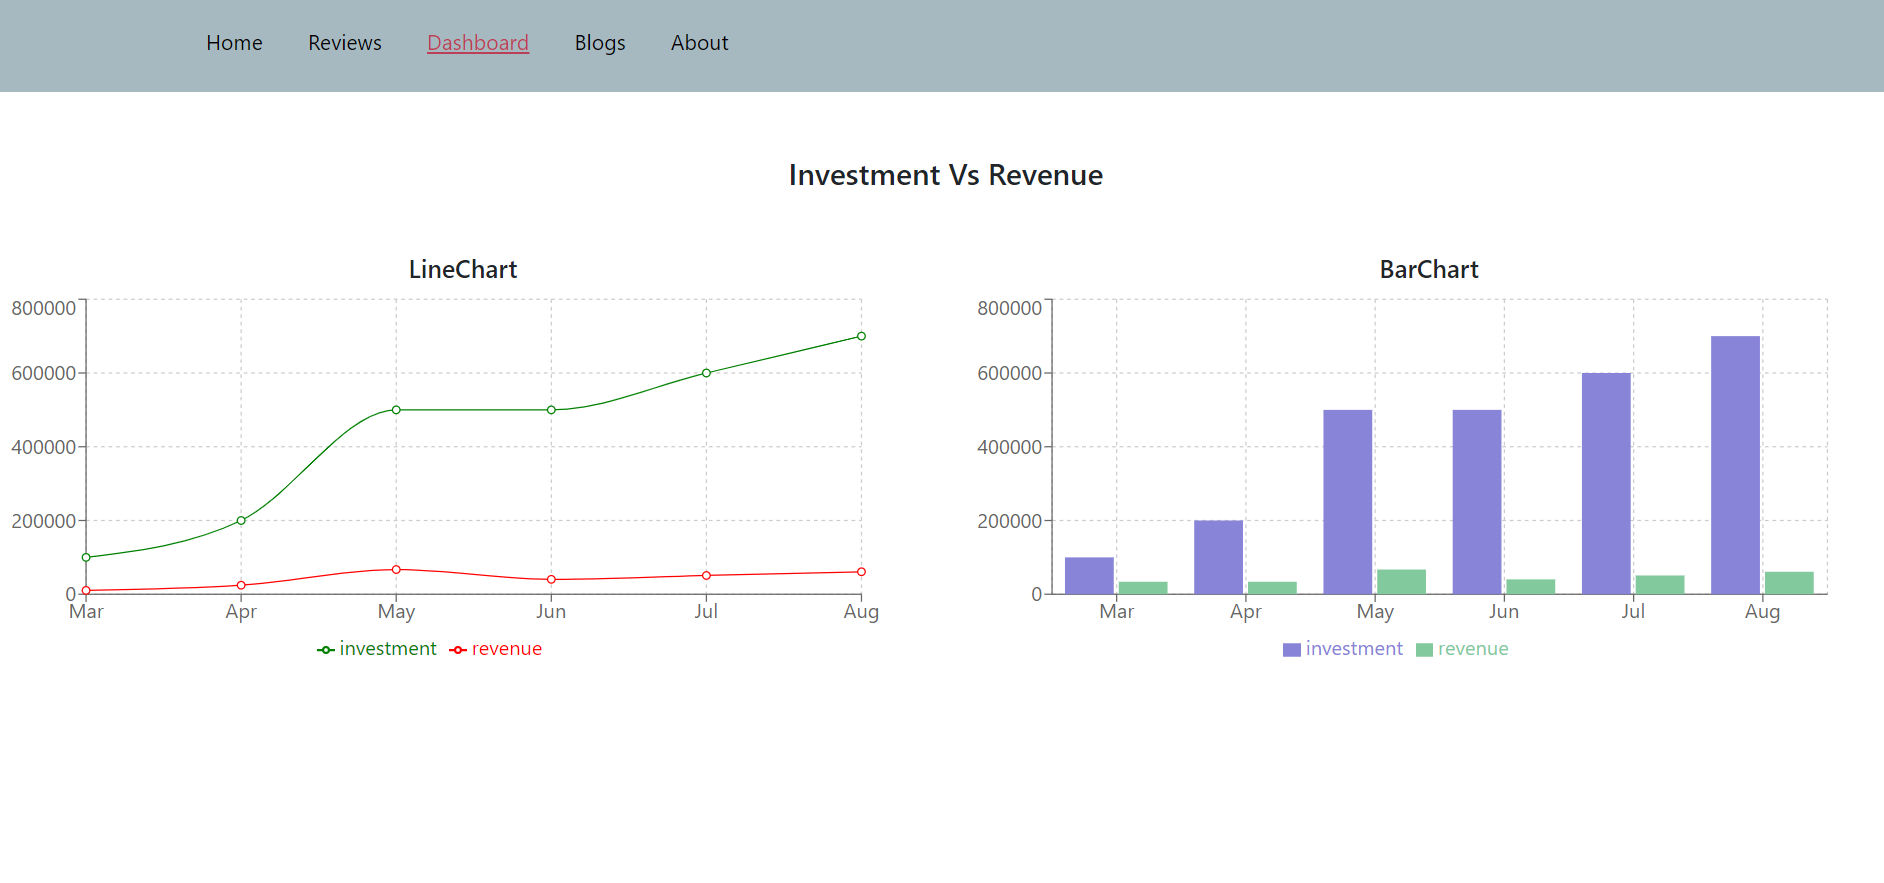 Home Reviews Dashboard Blogs About
Investment Vs Revenue
LineChart
800000
600000
400000
200000
0
Mar Apr May Jun Jul Aug
investment revenue
BarChart
800000
600000
400000
200000
0
Mar Apr May Jun Jul Aug
investment revenue